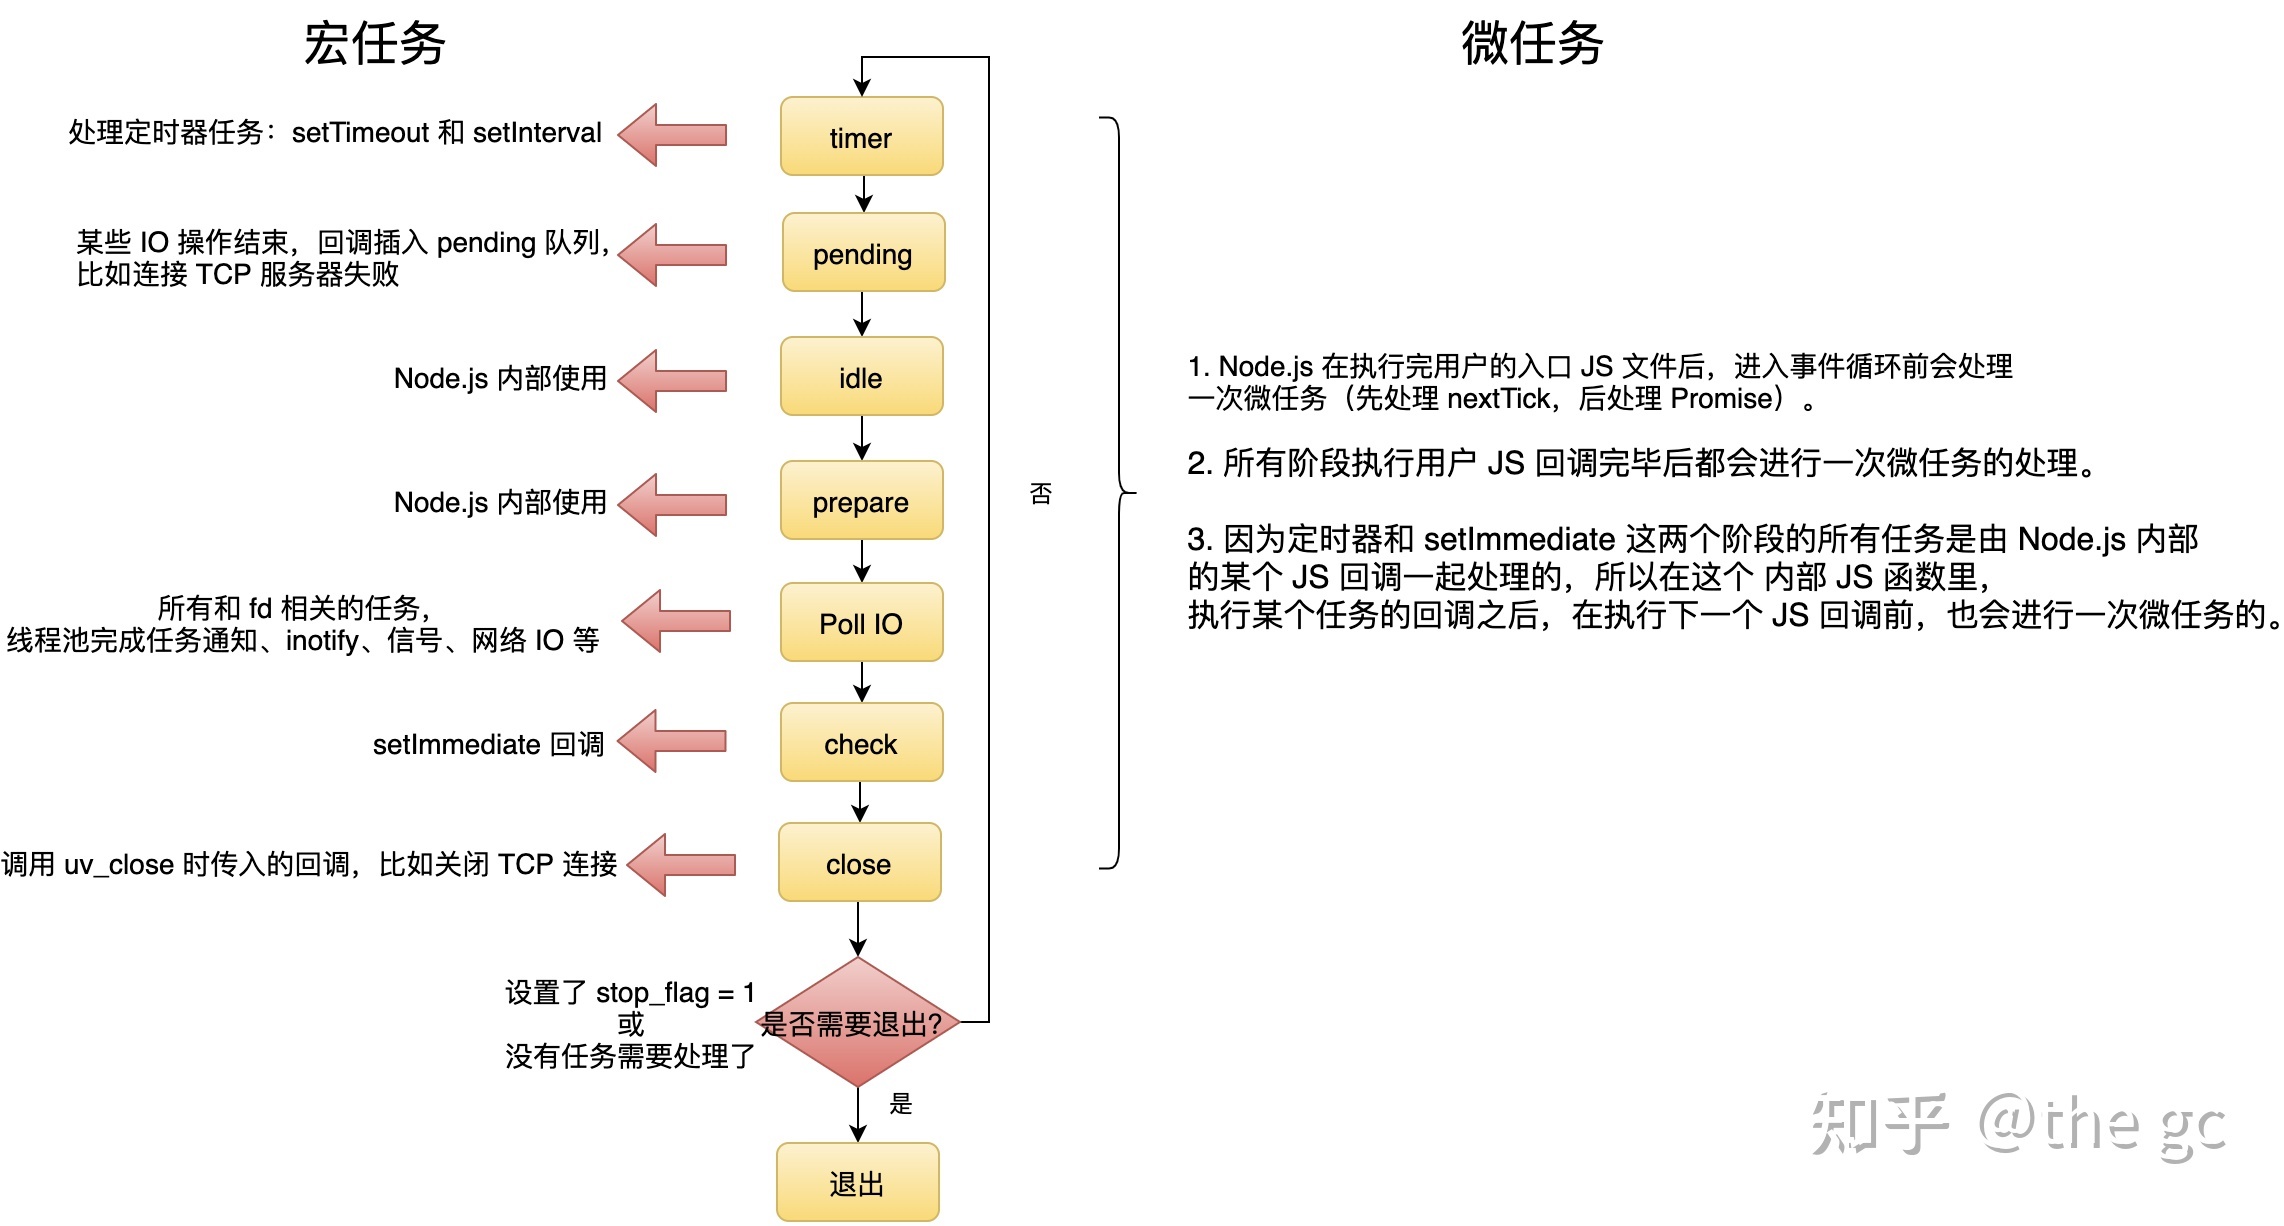 宏任务
微任务
处理定时器任务：setTimeout 和 setInterval
timer
某些 IO 操作结束，回调插入 pending 队列，
比如连接 TCP 服务器失败
pending
Node.js 内部使用
idle
Node.js 内部使用
prepare
所有和 fd 相关的任务，
线程池完成任务通知、inotify、信号、网络 IO 等
Poll IO
setImmediate 回调
check
调用 uv_close 时传入的回调，比如关闭 TCP 连接
close
设置了 stop_flag = 1
或
没有任务需要处理了
是否需要退出?
是
退出
否
1. Node.js 在执行完用户的入口 JS 文件后，进入事件循环前会处理
一次微任务（先处理 nextTick，后处理 Promise）。
2. 所有阶段执行用户 JS 回调完毕后都会进行一次微任务的处理。
3. 因为定时器和 setImmediate 这两个阶段的所有任务是由 Node.js 内部
的某个 JS 回调一起处理的，所以在这个 内部 JS 函数里，
执行某个任务的回调之后，在执行下一个 JS 回调前，也会进行一次微任务的。
知乎 @the gc